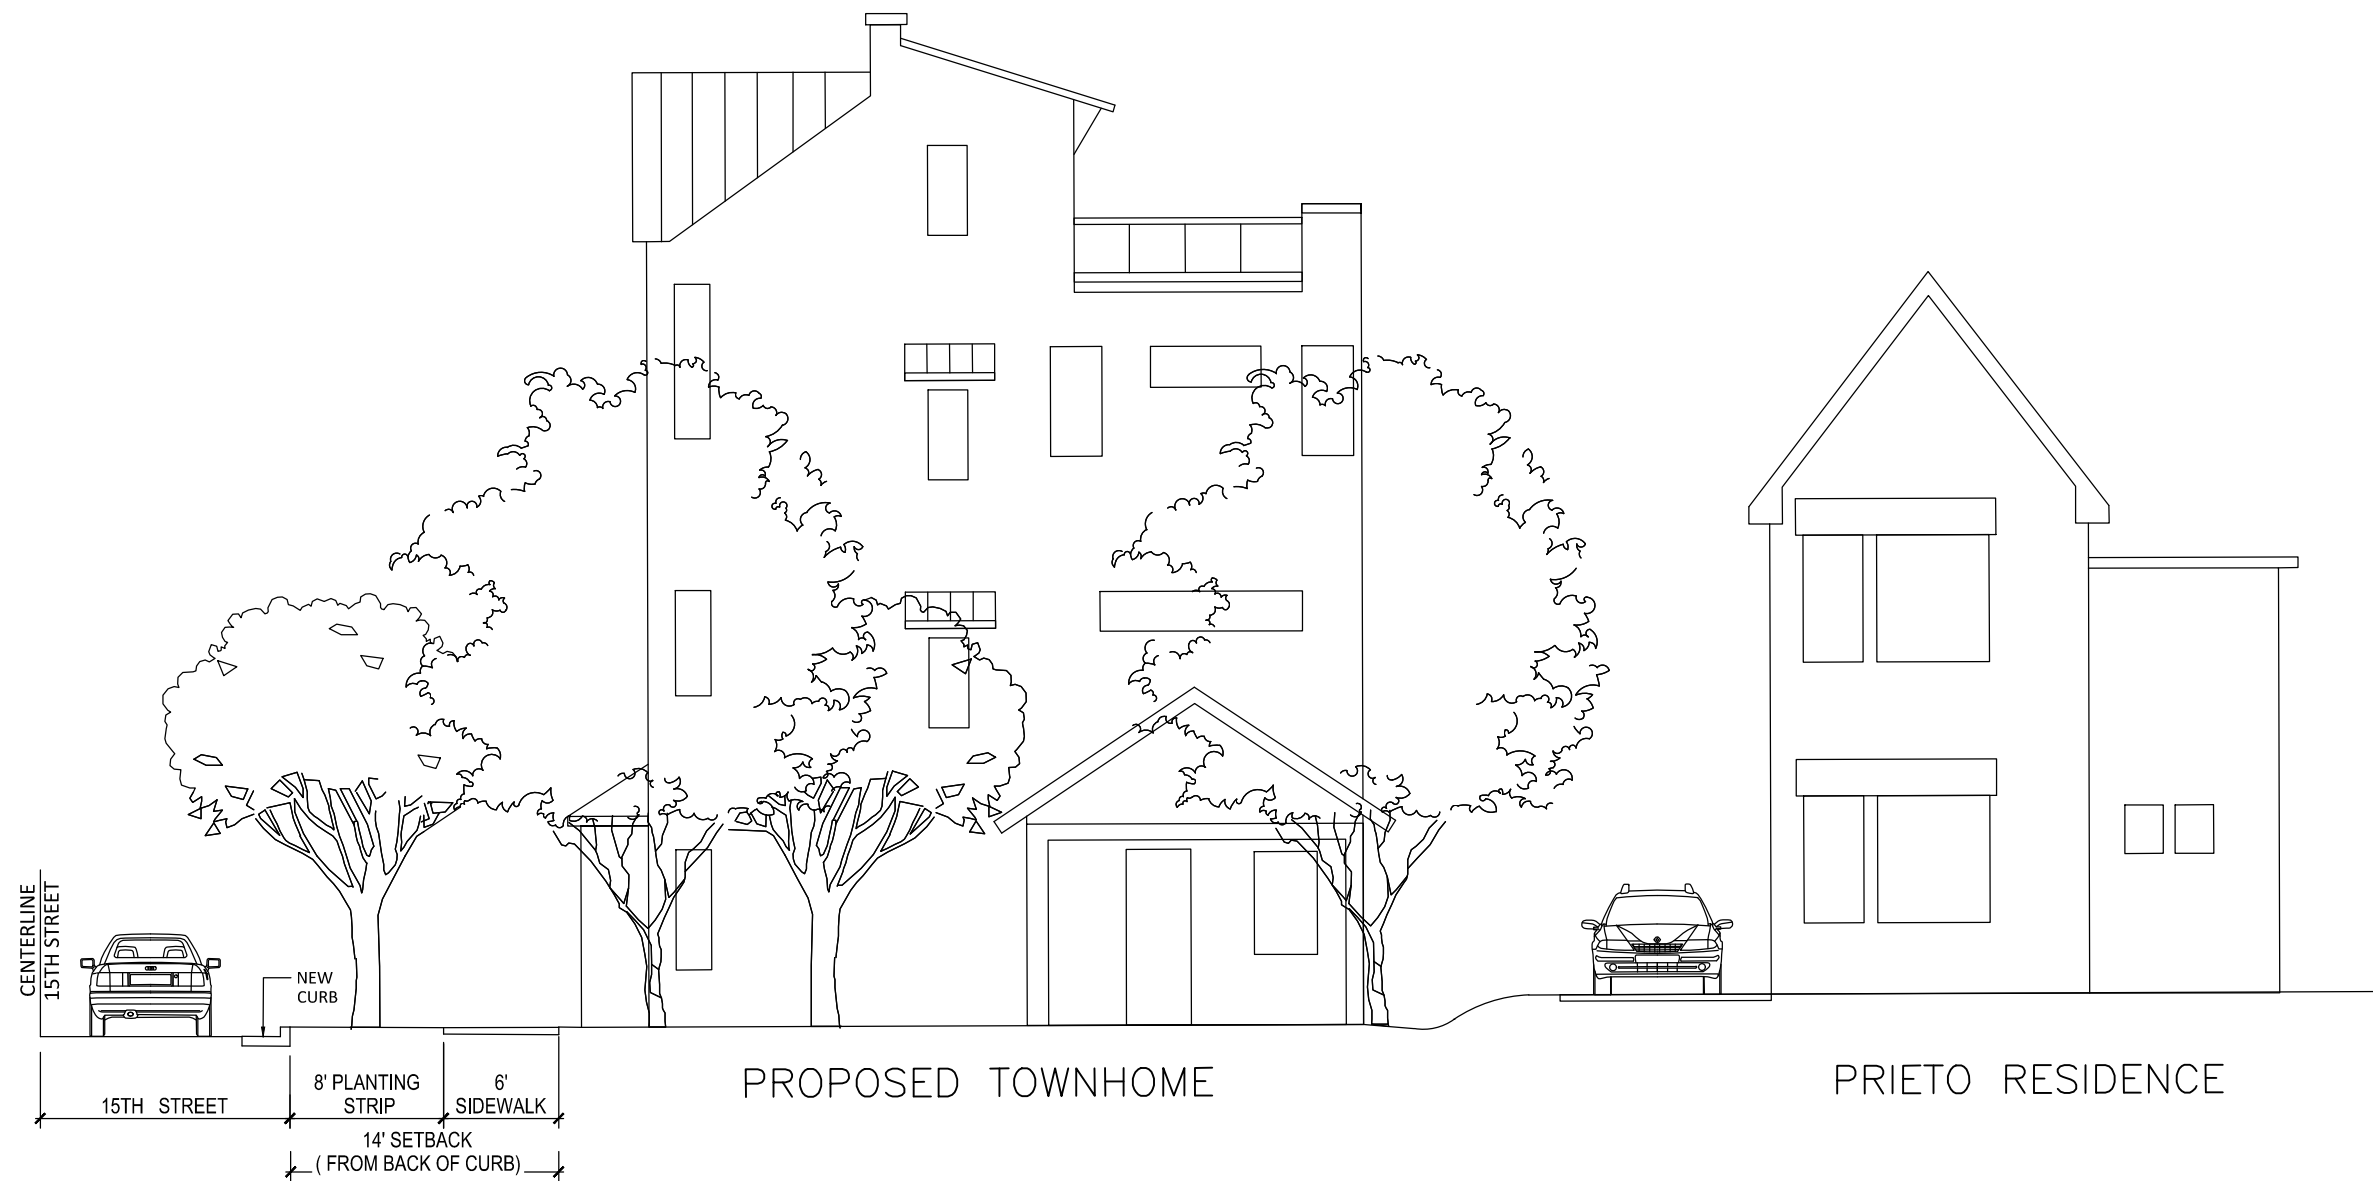 CENTERLINE
15TH STREET
NEW
CURB
15TH STREET
8' PLANTING
STRIP
6'
SIDEWALK
14' SETBACK
( FROM BACK OF CURB)
PROPOSED TOWNHOME
PRIETO RESIDENCE